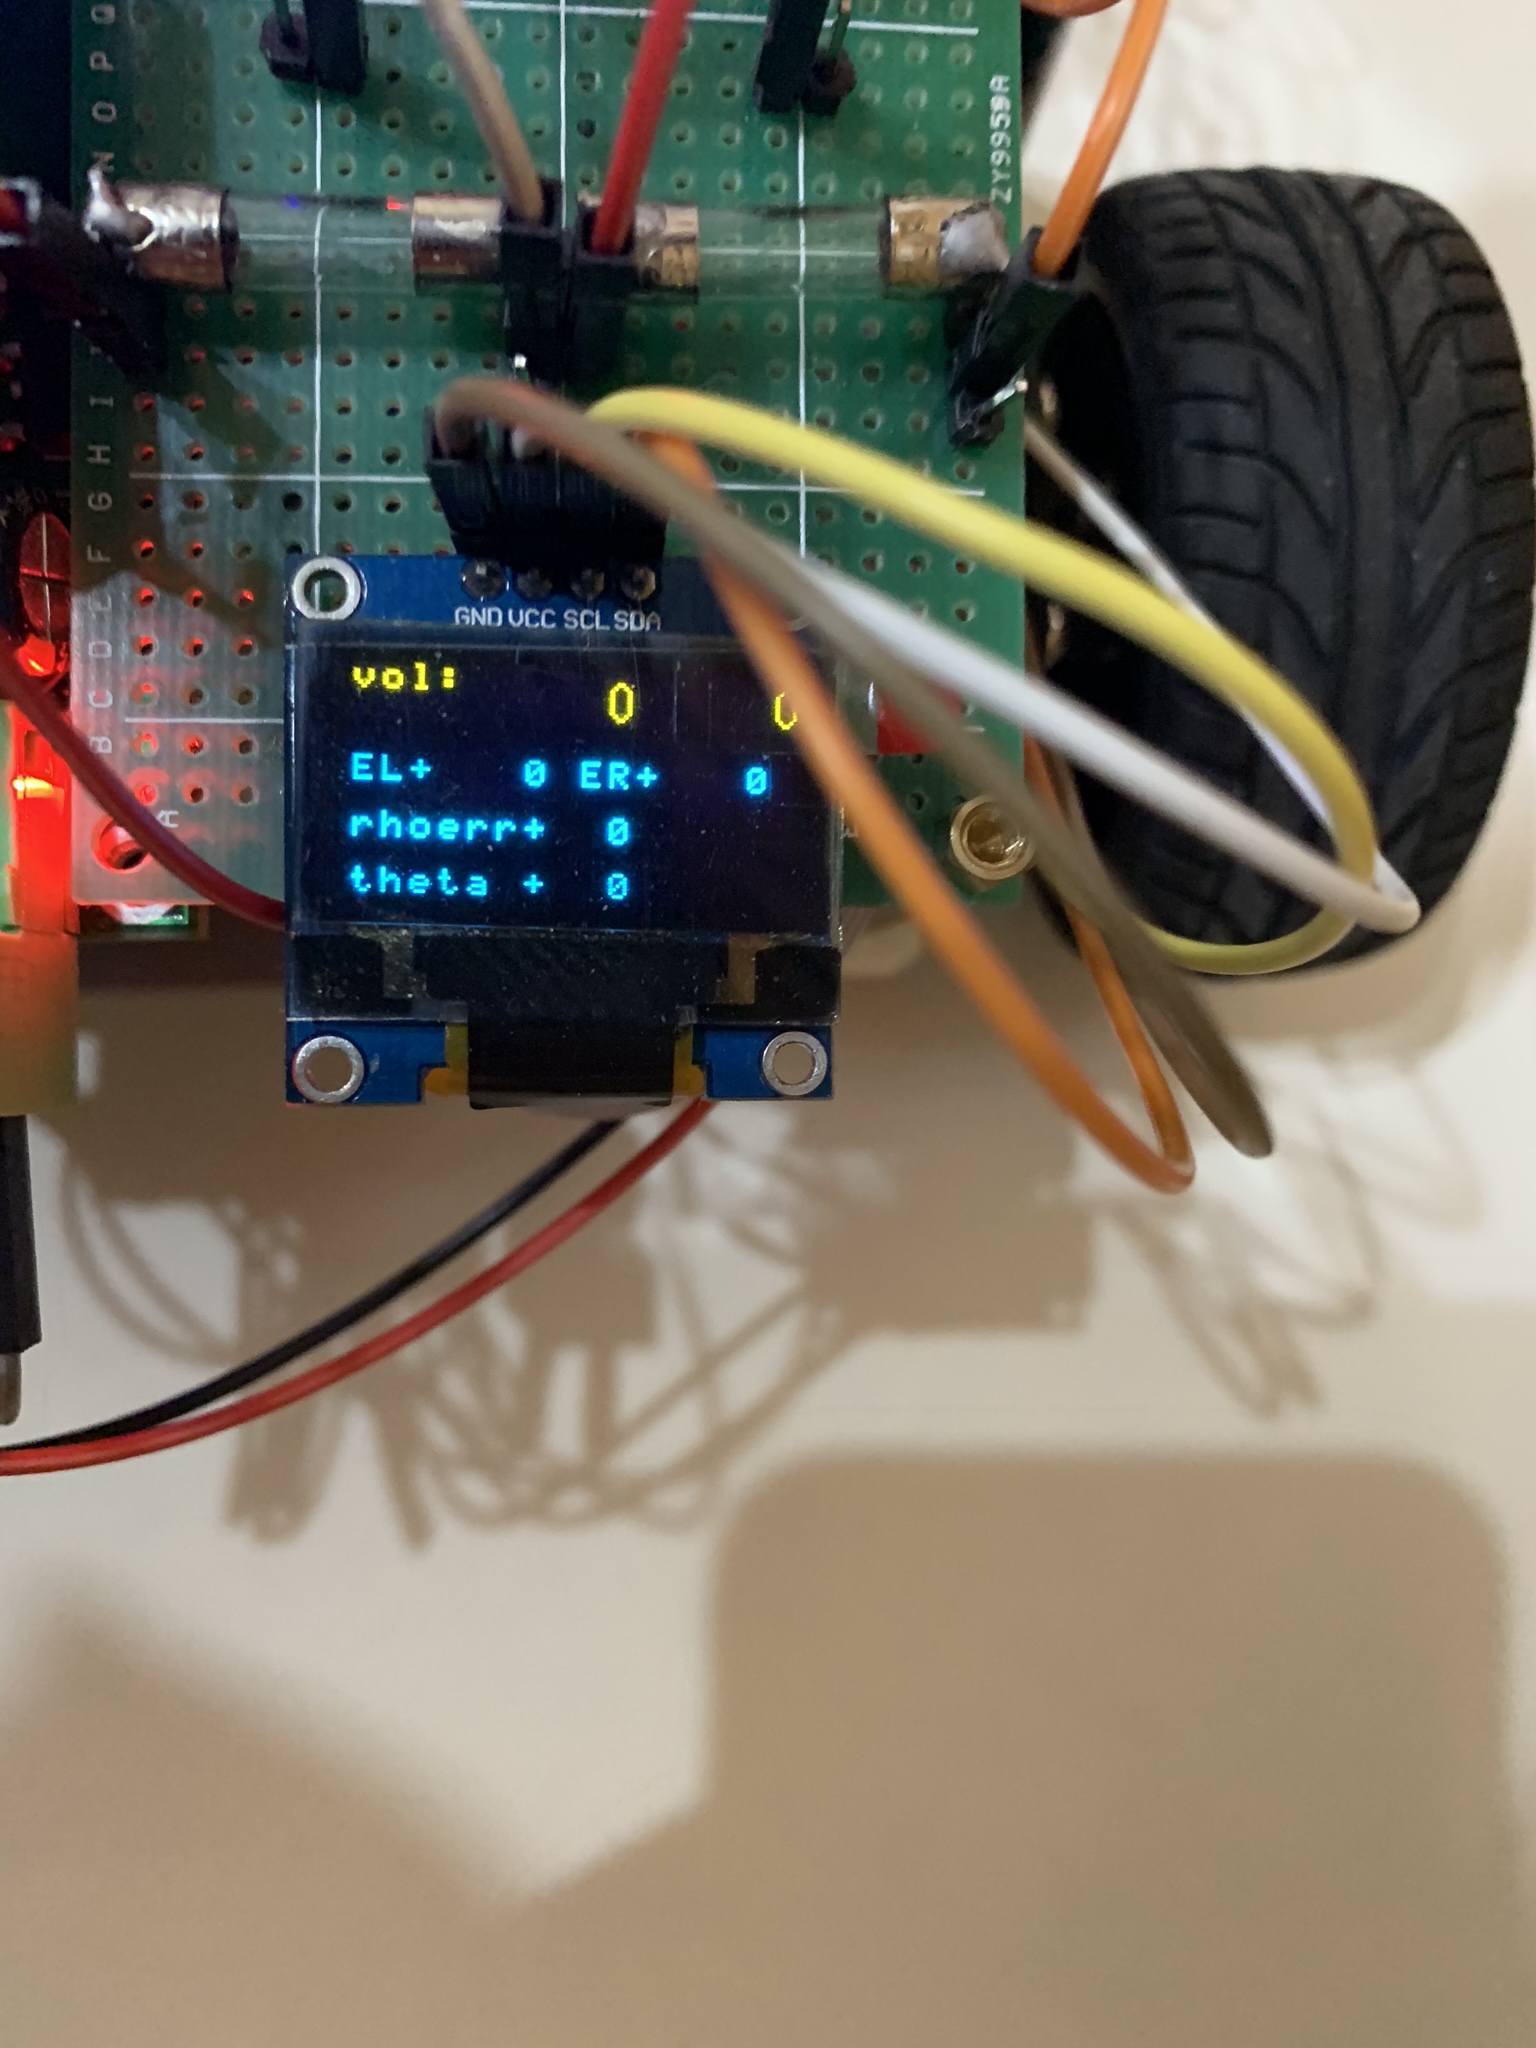 Q
P
O
N
ZY9959A
I
H
G
F
E
D
C
B
A
GND VCC SCL SDA
vol: 0 0
EL+ 0 ER+ 0
rhoerr+ 0
theta + 0